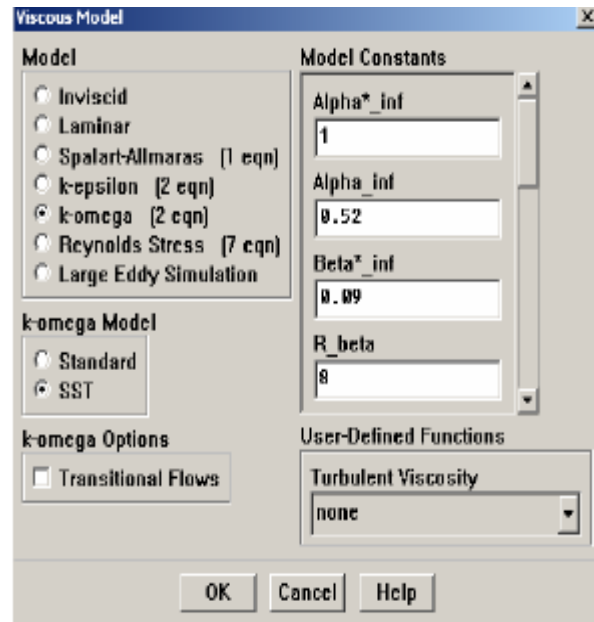 Viscous Model
Model
Inviscid
Laminar
Spalart-Allmaras (1 eqn)
k-epsilon (2 eqn)
k-omega (2 eqn)
Reynolds Stress (7 eqn)
Large Eddy Simulation
k-omega Model
Standard
SST
k-omega Options
Transitional Flows
Model Constants
Alpha*_inf
1
Alpha_inf
0.52
Beta*_inf
0.09
R_beta
8
User-Defined Functions
Turbulent Viscosity
none
OK Cancel Help